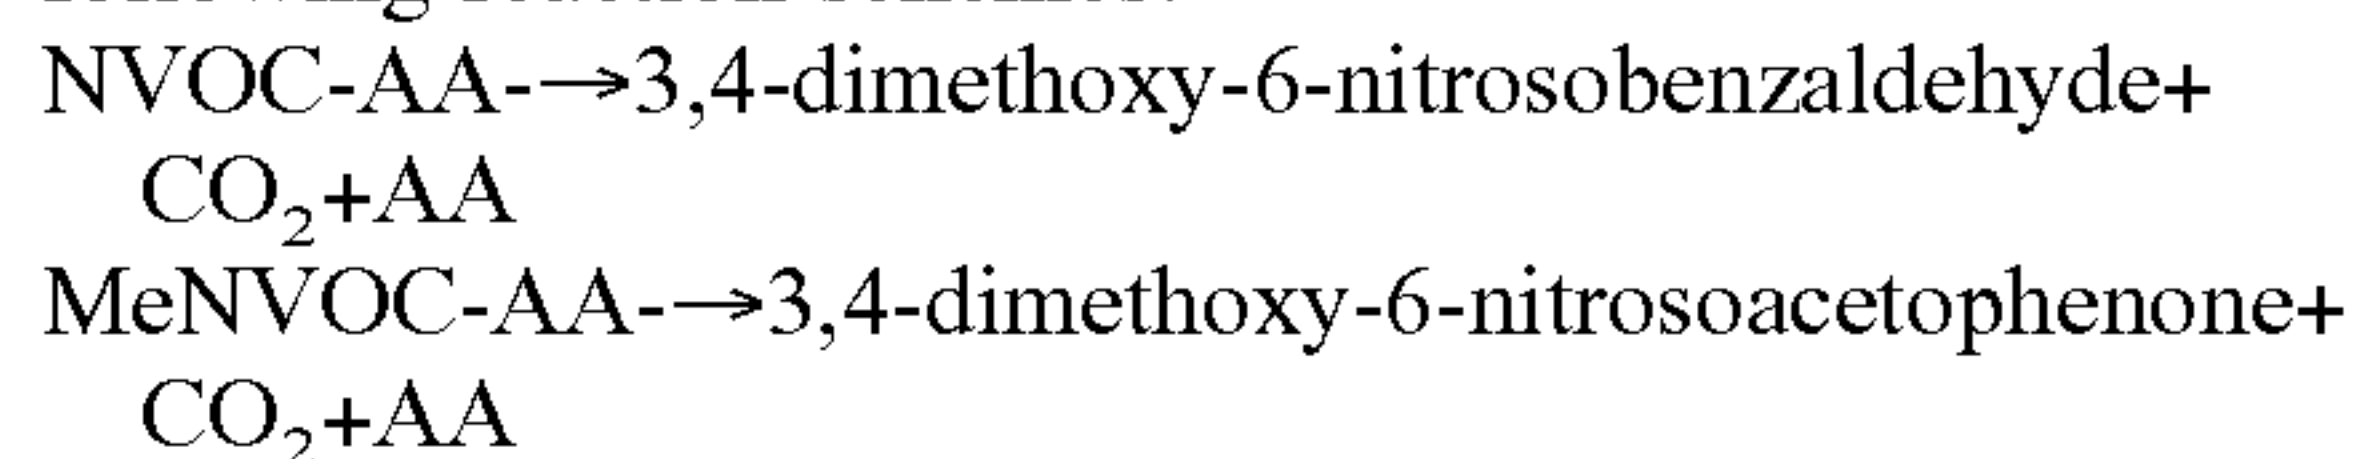 NVOC-AA-→3,4-dimethoxy-6-nitrosobenzaldehyde+
CO₂+AA
MeNVOC-AA-→3,4-dimethoxy-6-nitrosoacetophenone+
CO₂+AA